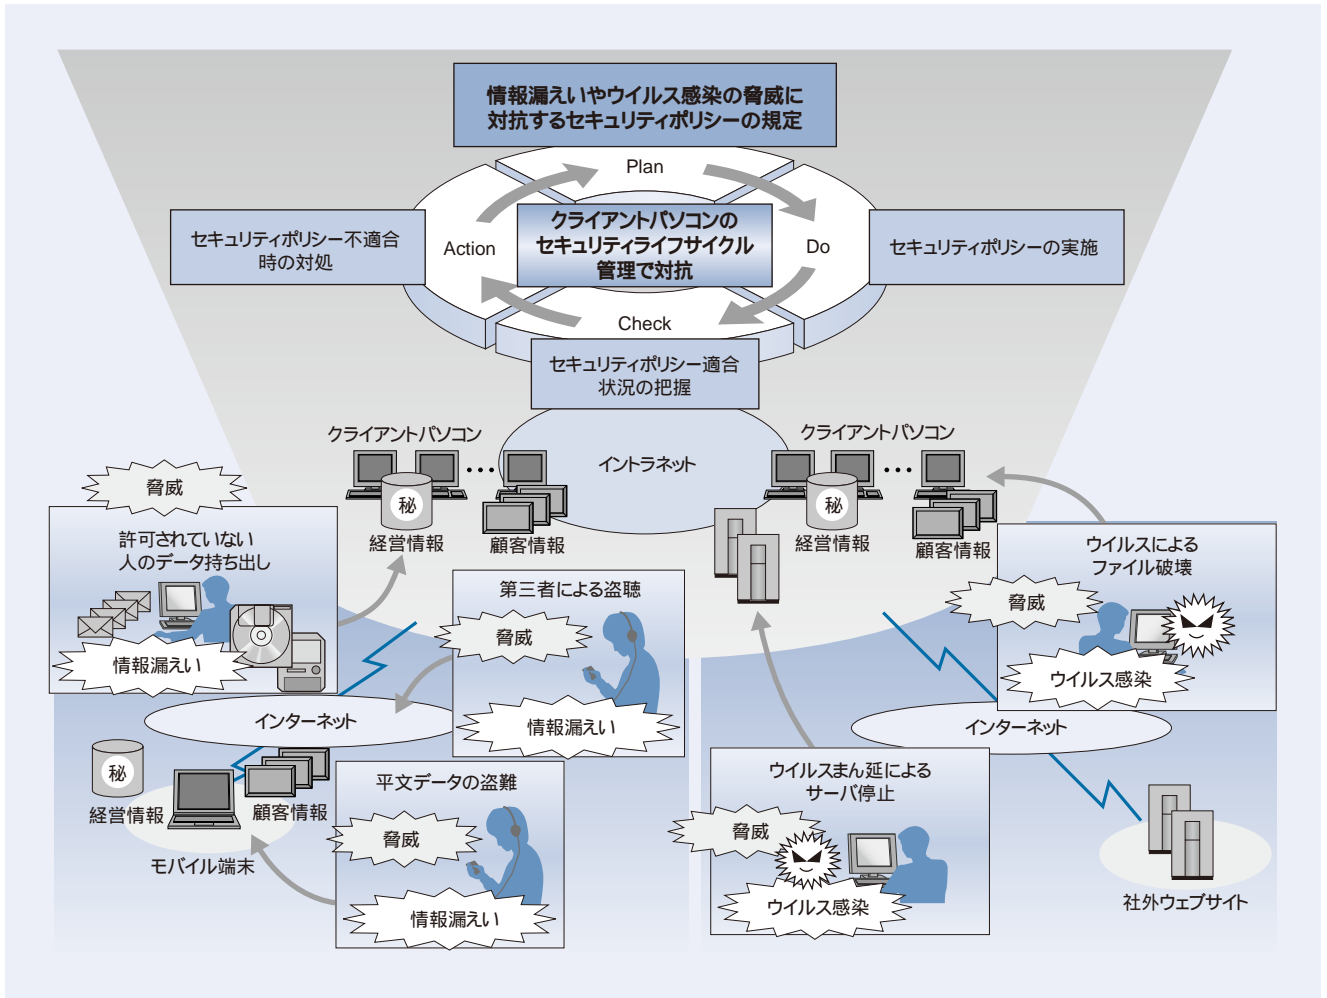 情報漏えいやウイルス感染の脅威に
対抗するセキュリティポリシーの規定
Plan
クライアントパソコンの
セキュリティライフサイクル
管理で対抗
セキュリティポリシー不適合
時の対処
Action
Do
セキュリティポリシーの実施
Check
セキュリティポリシー適合
状況の把握
クライアントパソコン
イントラネット
クライアントパソコン
秘
経営情報
顧客情報
秘
経営情報
顧客情報
脅威
許可されていない
人のデータ持ち出し
情報漏えい
第三者による盗聴
脅威
情報漏えい
ウイルスによる
ファイル破壊
脅威
ウイルス感染
インターネット
インターネット
秘
経営情報
顧客情報
モバイル端末
平文データの盗難
脅威
情報漏えい
ウイルスまん延による
サーバ停止
脅威
ウイルス感染
社外ウェブサイト